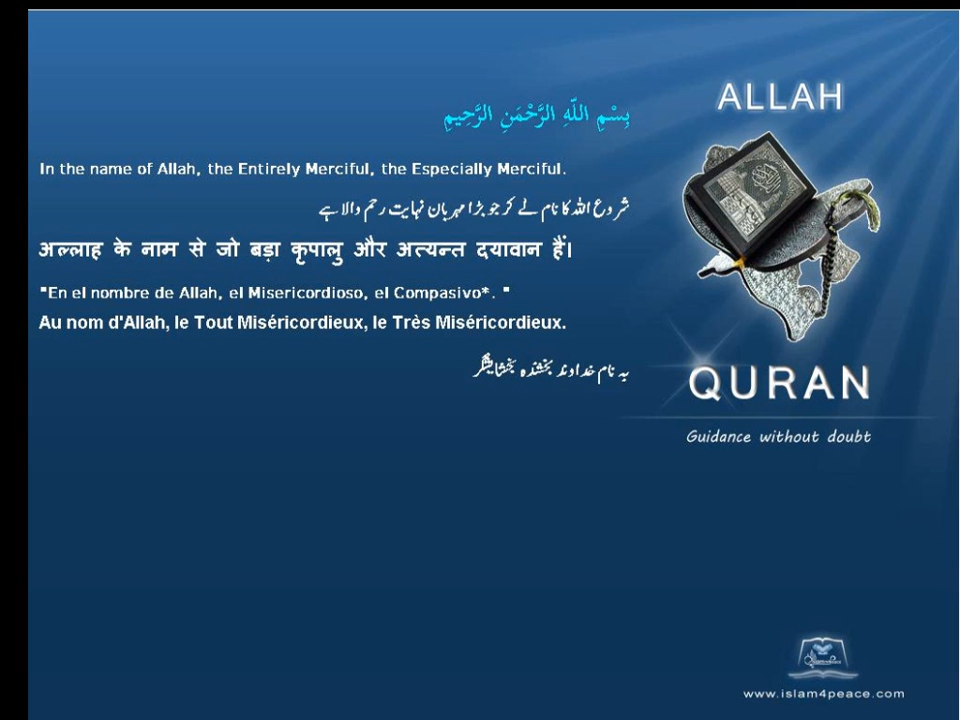 بِسْمِ اللَّهِ الرَّحْمَنِ الرَّحِيمِ
In the name of Allah, the Entirely Merciful, the Especially Merciful.
شروع اللہ کا نام لے کر جو بڑا مہربان نہایت رحم والا ہے
अल्लाह के नाम से जो बड़ा कृपालु और अत्यन्त दयावान हैं।
"En el nombre de Allah, el Misericordioso, el Compasivo*. "
Au nom d'Allah, le Tout Miséricordieux, le Très Miséricordieux.
به نام خداوند بخشنده بخشایشگر
ALLAH
QURAN
Guidance without doubt
www.islam4peace.com